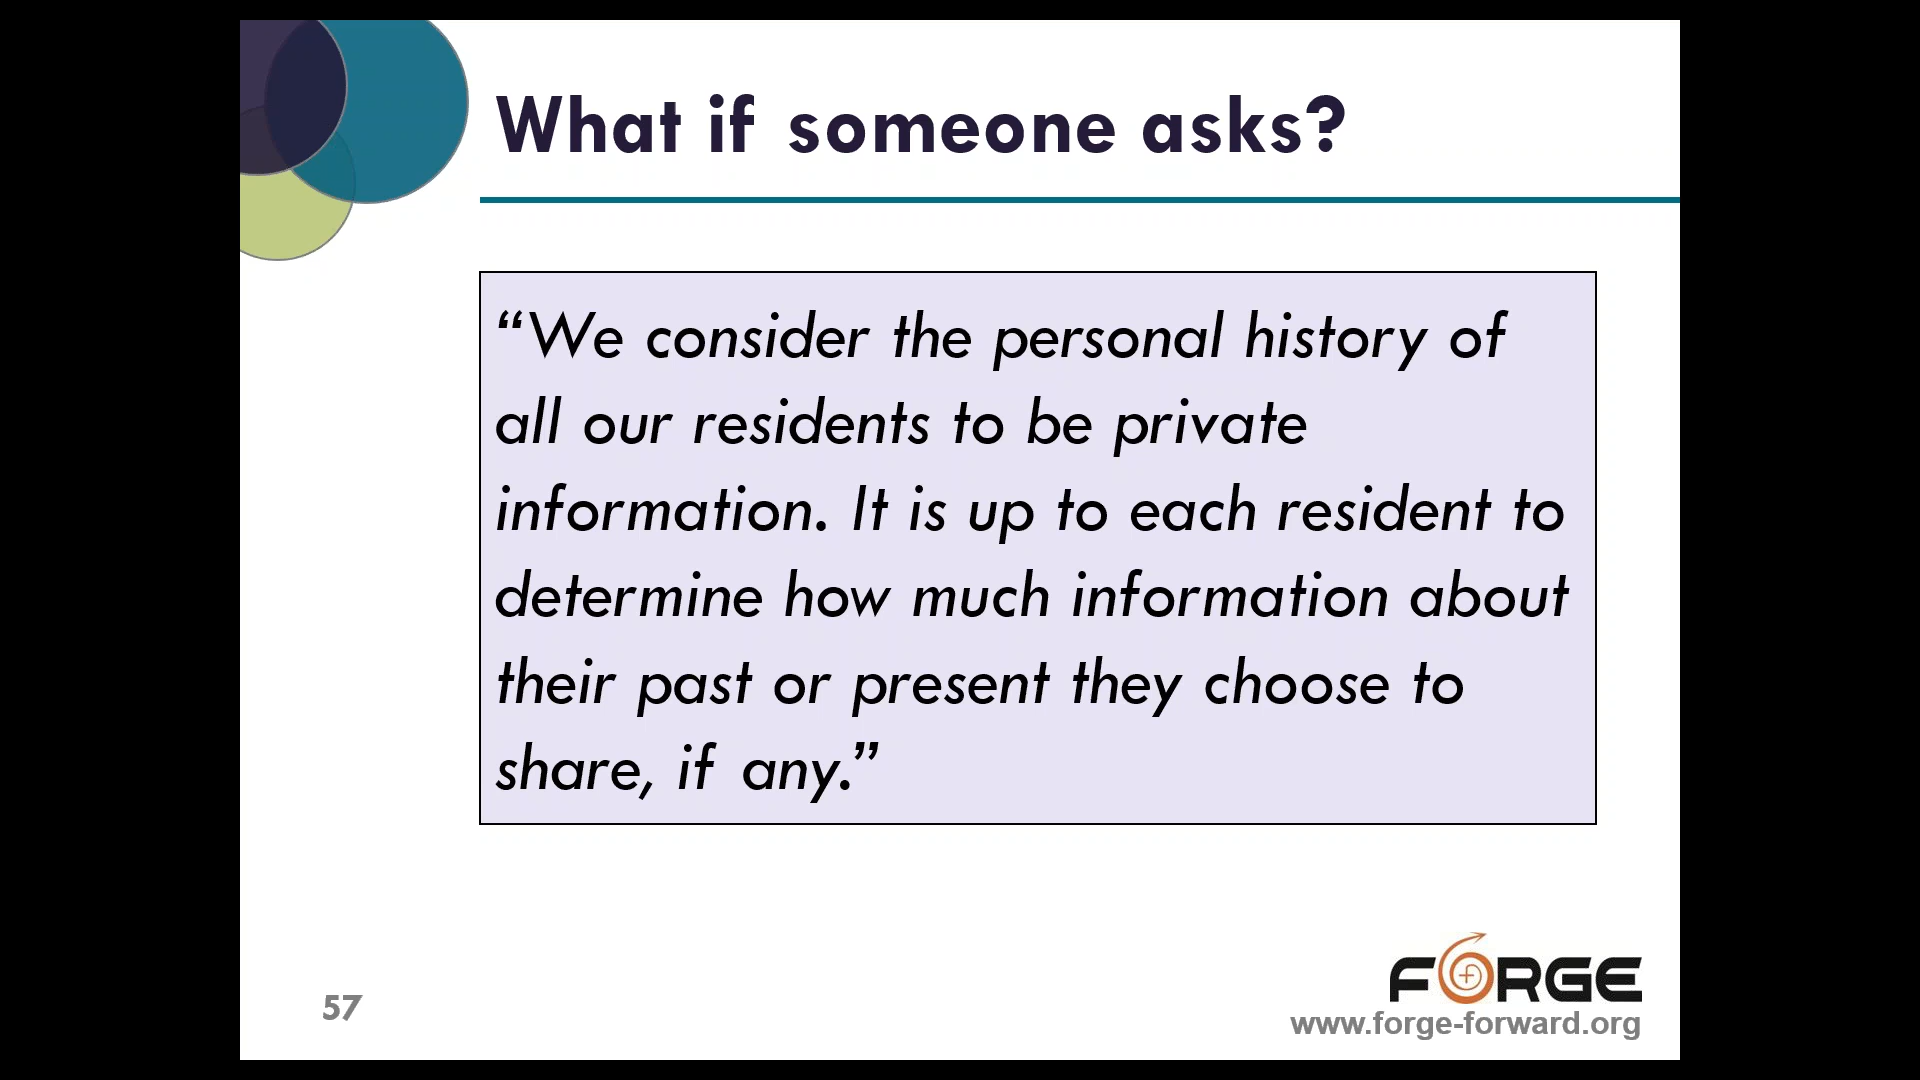 What if someone asks?
“We consider the personal history of
all our residents to be private
information. It is up to each resident to
determine how much information about
their past or present they choose to
share, if any.”
57
FORGE
www.forge-forward.org